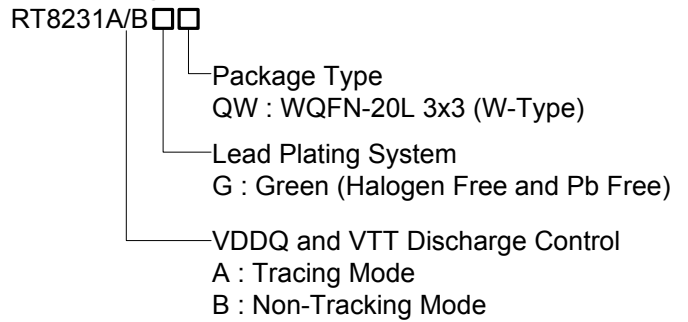 RT8231A/B□□
Package Type
QW : WQFN-20L 3x3 (W-Type)
Lead Plating System
G : Green (Halogen Free and Pb Free)
VDDQ and VTT Discharge Control
A : Tracing Mode
B : Non-Tracking Mode